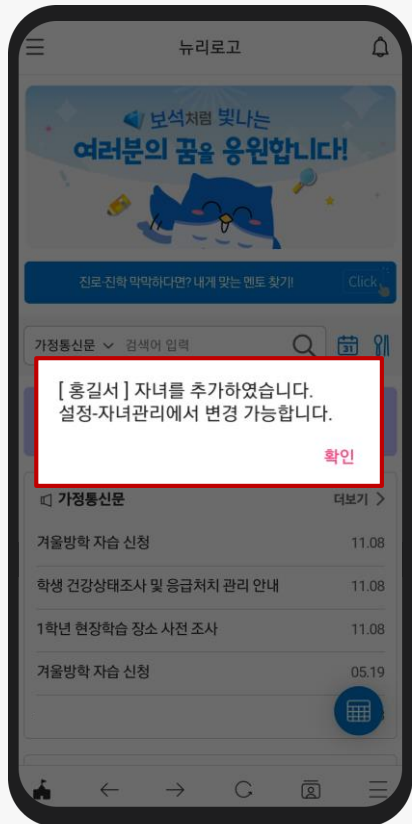 뉴리로고
보석처럼 빛나는
여러분의 꿈을 응원합니다!
진로·진학 막막하다면? 내게 맞는 멘토 찾기!
Click
가정통신문
검색어 입력
31
[ 홍길서 ] 자녀를 추가하였습니다.
설정-자녀관리에서 변경 가능합니다.
확인
가정통신문
더보기
겨울방학 자습 신청 11.08
학생 건강상태조사 및 응급처치 관리 안내 11.08
1학년 현장학습 장소 사전 조사 11.08
겨울방학 자습 신청 05.19